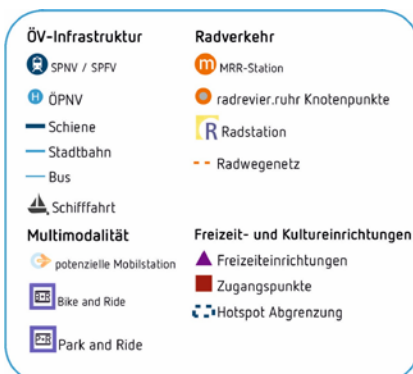 ÖV-Infrastruktur
SPNV / SPFV
H ÖPNV
Schiene
Stadtbahn
Bus
Schifffahrt
Radverkehr
m MRR-Station
radrevier.ruhr Knotenpunkte
R Radstation
Radwegenetz
Multimodalität
potenzielle Mobilstation
Bike and Ride
Park and Ride
Freizeit- und Kultureinrichtungen
Freizeiteinrichtungen
Zugangspunkte
Hotspot Abgrenzung